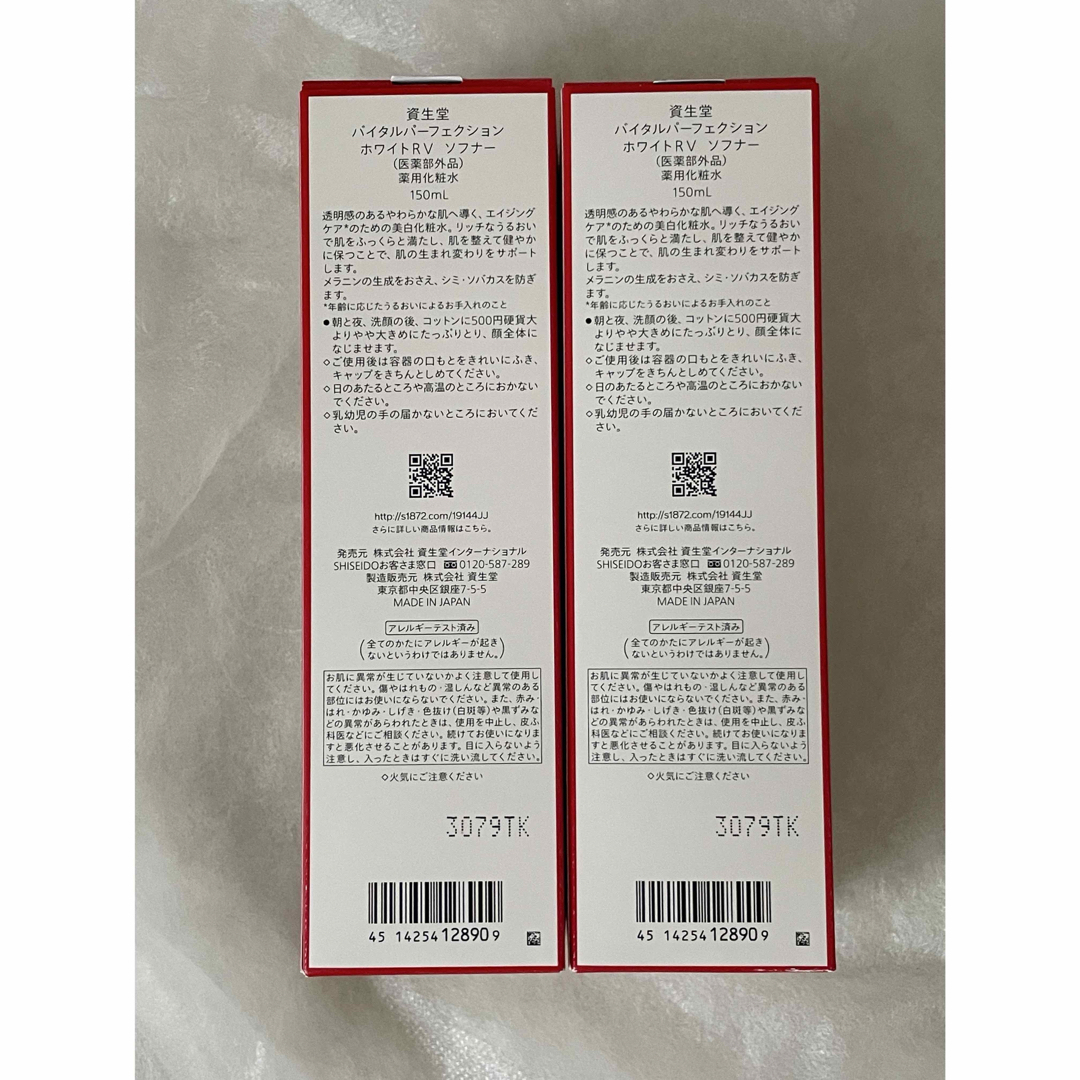 資生堂
バイタルパーフェクション
ホワイトRV ソフナー
(医薬部外品)
薬用化粧水
150mL
透明感のあるやわらかな肌へ導く、エイジング
ケア*のための美白化粧水。リッチなうるおい
で肌をふっくらと満たし、肌を整えて健やか
に保つことで、肌の生まれ変わりをサポート
します。
メラニンの生成をおさえ、シミ・ソバカスを防ぎ
ます。
*年齢に応じたうるおいによるお手入れのこと
●朝と夜、洗顔の後、コットンに500円硬貨大
よりやや大きめにたっぷりとり、顔全体に
なじませます。
◇ご使用後は容器の口もとをきれいにふき、
キャップをきちんとしめてください。
◇日のあたるところや高温のところにおかない
でください。
◇乳幼児の手の届かないところにおいてくだ
さい。
http://s1872.com/19144JJ
さらに詳しい商品情報はこちら。
発売元 株式会社 資生堂インターナショナル
SHISEIDOお客さま窓口 0120-587-289
製造販売元 株式会社 資生堂
東京都中央区銀座7-5-5
MADE IN JAPAN
アレルギーテスト済み
(全てのかたにアレルギーが起き
ないというわけではありません。)
お肌に異常が生じていないかよく注意して使用し
てください。傷やはれもの・湿しんなど異常のある
部位にはお使いにならないでください。また、赤み・
はれ・かゆみ・しげき・色抜け(白斑等)や黒ずみな
どの異常があらわれたときは、使用を中止し、皮ふ
科医などにご相談ください。続けてお使いになりま
すと悪化させることがあります。目に入らないよう
注意し、入ったときはすぐに洗い流してください。
◇火気にご注意ください
3079TK
45 14254 12890 9
資生堂
バイタルパーフェクション
ホワイトRV ソフナー
(医薬部外品)
薬用化粧水
150mL
透明感のあるやわらかな肌へ導く、エイジング
ケア*のための美白化粧水。リッチなうるおい
で肌をふっくらと満たし、肌を整えて健やか
に保つことで、肌の生まれ変わりをサポート
します。
メラニンの生成をおさえ、シミ・ソバカスを防ぎ
ます。
*年齢に応じたうるおいによるお手入れのこと
●朝と夜、洗顔の後、コットンに500円硬貨大
よりやや大きめにたっぷりとり、顔全体に
なじませます。
◇ご使用後は容器の口もとをきれいにふき、
キャップをきちんとしめてください。
◇日のあたるところや高温のところにおかない
でください。
◇乳幼児の手の届かないところにおいてくだ
さい。
http://s1872.com/19144JJ
さらに詳しい商品情報はこちら。
発売元 株式会社 資生堂インターナショナル
SHISEIDOお客さま窓口 0120-587-289
製造販売元 株式会社 資生堂
東京都中央区銀座7-5-5
MADE IN JAPAN
アレルギーテスト済み
(全てのかたにアレルギーが起き
ないというわけではありません。)
お肌に異常が生じていないかよく注意して使用し
てください。傷やはれもの・湿しんなど異常のある
部位にはお使いにならないでください。また、赤み・
はれ・かゆみ・しげき・色抜け(白斑等)や黒ずみな
どの異常があらわれたときは、使用を中止し、皮ふ
科医などにご相談ください。続けてお使いになりま
すと悪化させることがあります。目に入らないよう
注意し、入ったときはすぐに洗い流してください。
◇火気にご注意ください
3079TK
45 14254 12890 9